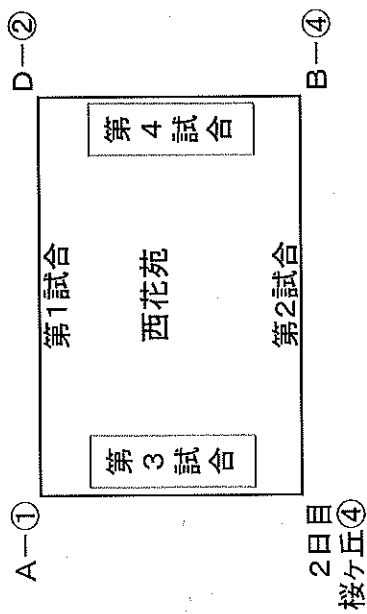 A―①
D―②
第1試合
第3試合
西花苑
第4試合
第2試合
2日目
桜ヶ丘④
B―④